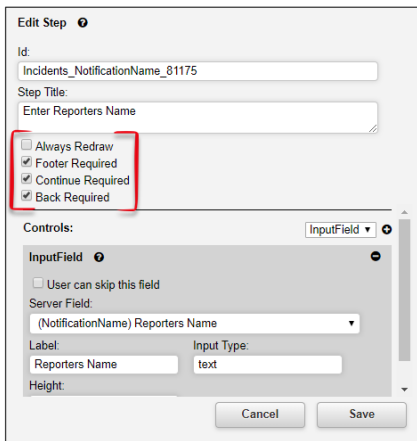 Edit Step
Id:
Incidents_NotificationName_81175
Step Title:
Enter Reporters Name
Always Redraw
Footer Required
Continue Required
Back Required
Controls: InputField
InputField
User can skip this field
Server Field:
(NotificationName) Reporters Name
Label: Input Type:
Reporters Name text
Height:
Cancel Save